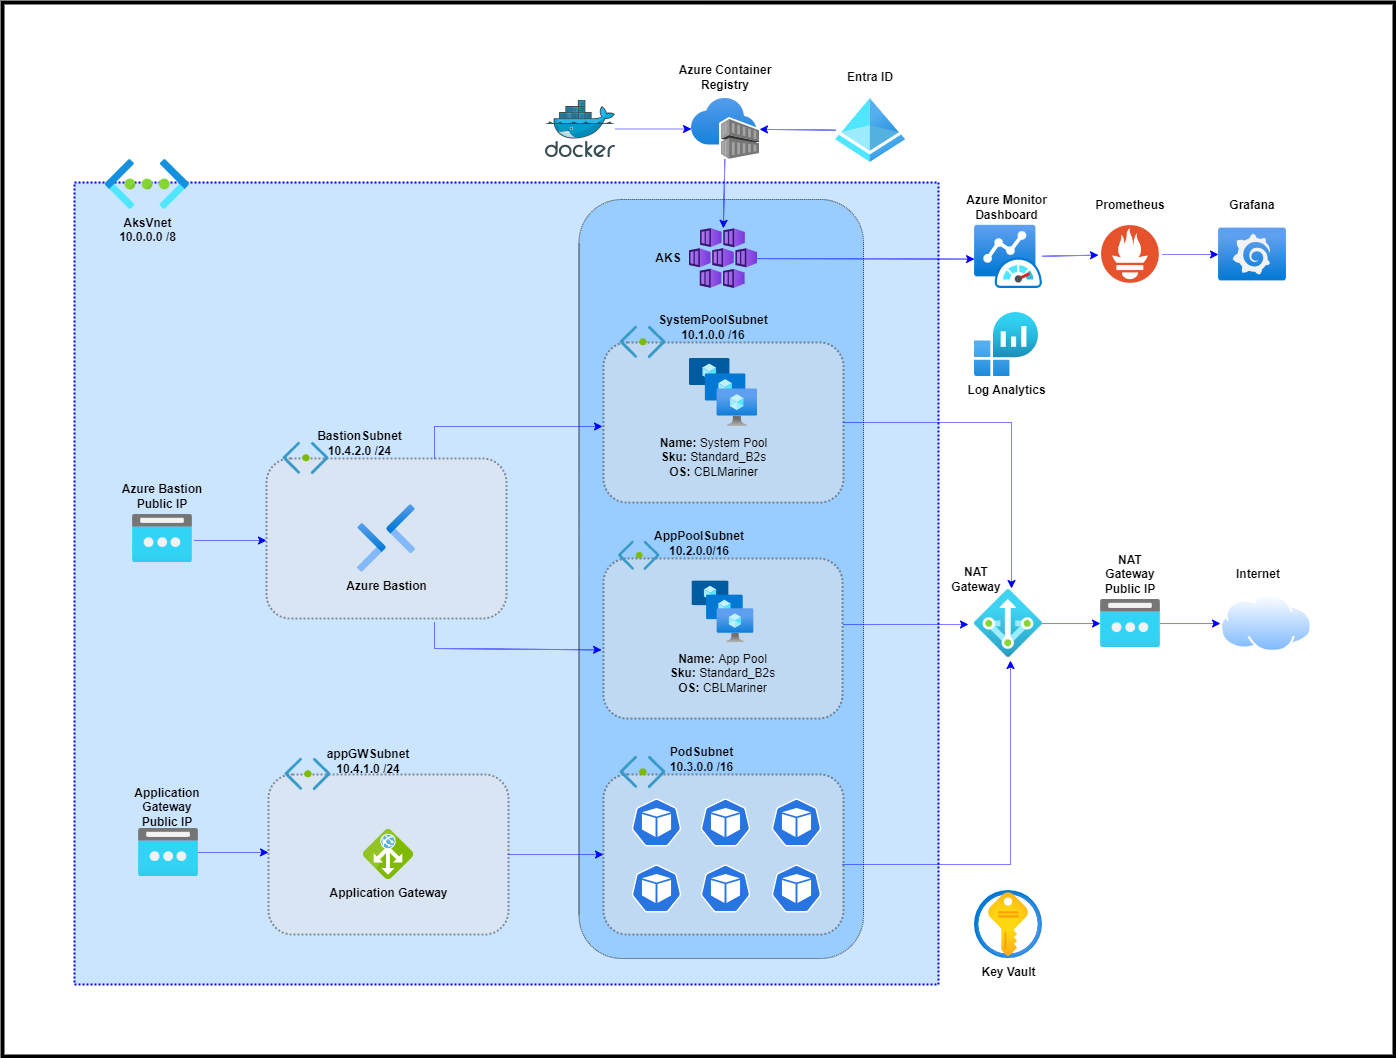 Azure Container
Registry
Entra ID
docker
AksVnet
10.0.0.0 /8
Azure Monitor
Dashboard
Prometheus
Grafana
AKS
SystemPoolSubnet
10.1.0.0 /16
Log Analytics
Name: System Pool
Sku: Standard_B2s
OS: CBLMariner
BastionSubnet
10.4.2.0 /24
Azure Bastion
Public IP
Azure Bastion
AppPoolSubnet
10.2.0.0/16
Name: App Pool
Sku: Standard_B2s
OS: CBLMariner
NAT
Gateway
NAT
Gateway
Public IP
Internet
appGWSubnet
10.4.1.0 /24
Application
Gateway
Public IP
Application Gateway
PodSubnet
10.3.0.0 /16
Key Vault